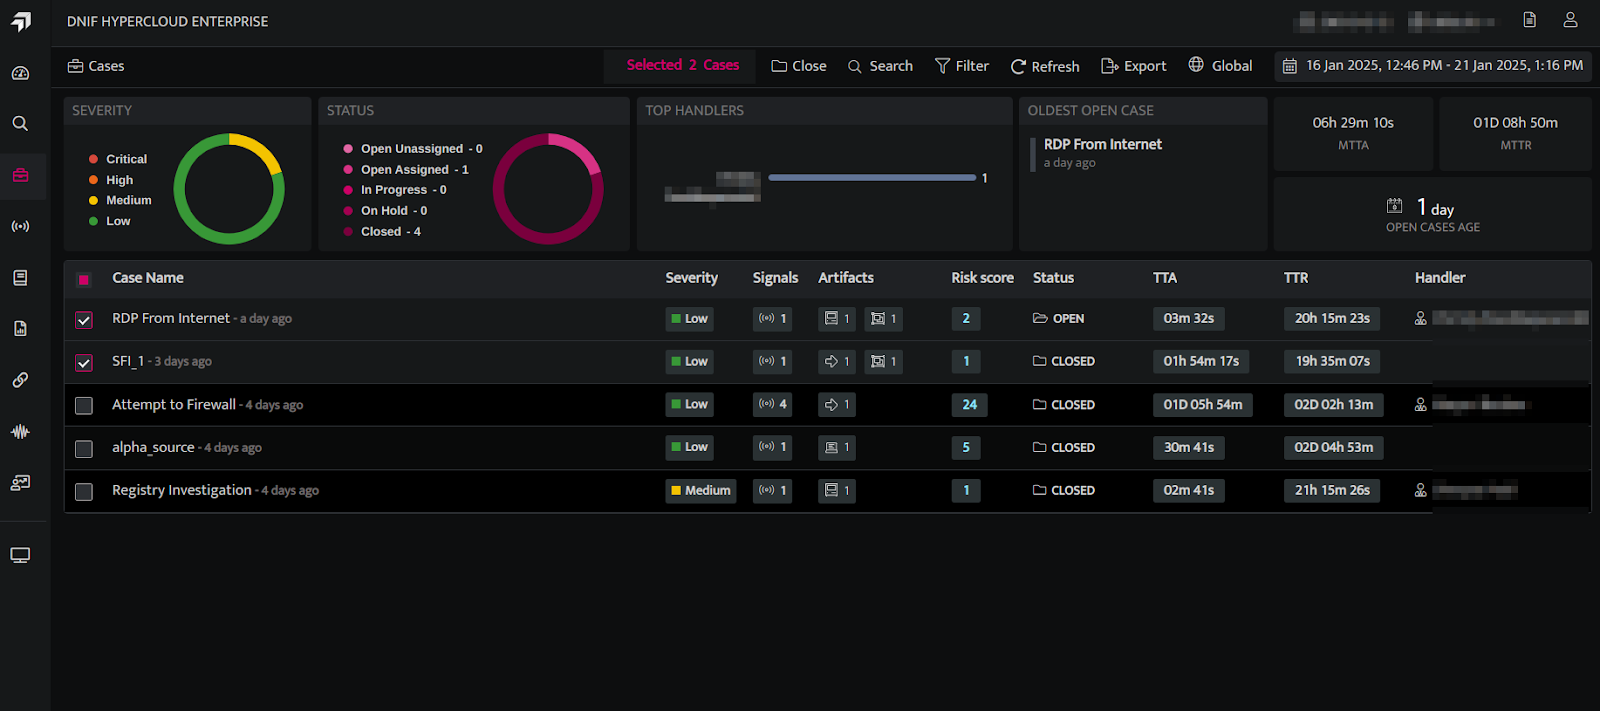 DNIF HYPERCLOUD ENTERPRISE
Cases
Selected 2 Cases
Close
Search
Filter
Refresh
Export
Global
16 Jan 2025, 12:46 PM - 21 Jan 2025, 1:16 PM
SEVERITY
Critical
High
Medium
Low
STATUS
Open Unassigned - 0
Open Assigned - 1
In Progress - 0
On Hold - 0
Closed - 4
TOP HANDLERS
1
OLDEST OPEN CASE
RDP From Internet
a day ago
06h 29m 10s
MTTA
01D 08h 50m
MTTR
1 day
OPEN CASES AGE
Case Name Severity Signals Artifacts Risk score Status TTA TTR Handler
RDP From Internet - a day ago Low 1 1 1 2 OPEN 03m 32s 20h 15m 23s
SFI_1 - 3 days ago Low 1 1 1 1 CLOSED 01h 54m 17s 19h 35m 07s
Attempt to Firewall - 4 days ago Low 4 1 24 CLOSED 01D 05h 54m 02D 02h 13m
alpha_source - 4 days ago Low 1 1 5 CLOSED 30m 41s 02D 04h 53m
Registry Investigation - 4 days ago Medium 1 1 1 CLOSED 02m 41s 21h 15m 26s